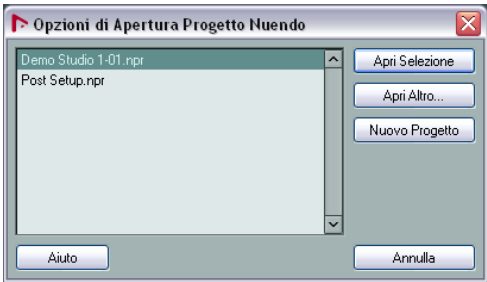 Opzioni di Apertura Progetto Nuendo
Demo Studio 1-01.npr
Post Setup.npr
Apri Selezione
Apri Altro...
Nuovo Progetto
Aiuto
Annulla